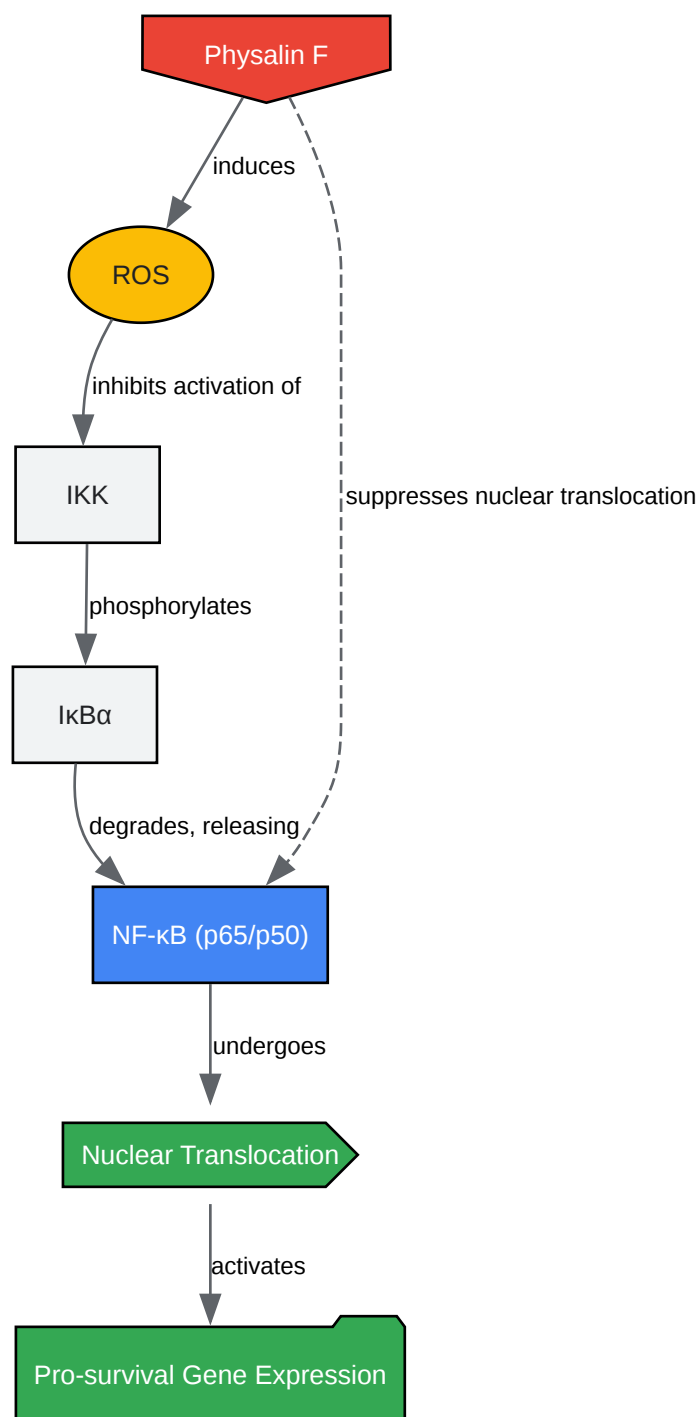 Physalin F
induces
ROS
inhibits activation of
IKK
suppresses nuclear translocation
phosphorylates
IκBα
degrades, releasing
NF-κB (p65/p50)
undergoes
Nuclear Translocation
activates
Pro-survival Gene Expression